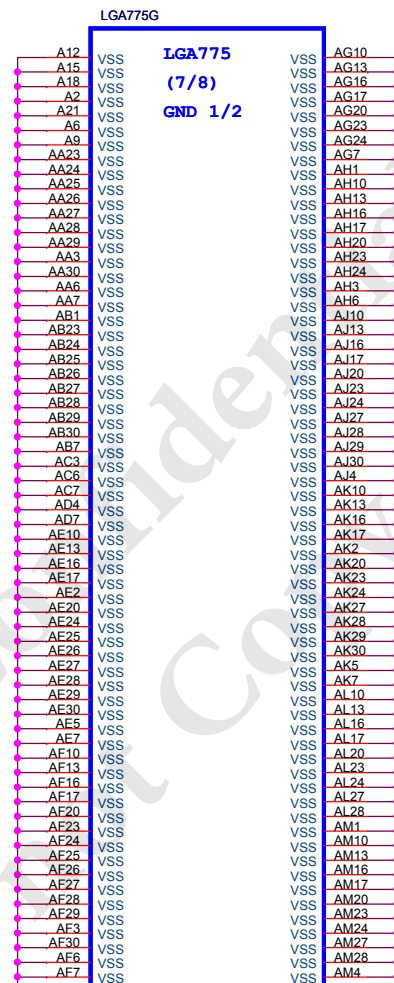 LGA775G
LGA775
(7/8)
GND 1/2
A12 VSS VSS AG10
A15 VSS VSS AG13
A18 VSS VSS AG16
A2 VSS VSS AG17
A21 VSS VSS AG20
A6 VSS VSS AG23
A9 VSS VSS AG24
AA23 VSS VSS AG7
AA24 VSS VSS AH1
AA25 VSS VSS AH10
AA26 VSS VSS AH13
AA27 VSS VSS AH16
AA28 VSS VSS AH17
AA29 VSS VSS AH20
AA3 VSS VSS AH23
AA30 VSS VSS AH24
AA6 VSS VSS AH3
AA7 VSS VSS AH6
AB1 VSS VSS AJ10
AB23 VSS VSS AJ13
AB24 VSS VSS AJ16
AB25 VSS VSS AJ17
AB26 VSS VSS AJ20
AB27 VSS VSS AJ23
AB28 VSS VSS AJ24
AB29 VSS VSS AJ27
AB30 VSS VSS AJ28
AB7 VSS VSS AJ29
AC3 VSS VSS AJ30
AC6 VSS VSS AJ4
AC7 VSS VSS AK10
AD4 VSS VSS AK13
AD7 VSS VSS AK16
AE10 VSS VSS AK17
AE13 VSS VSS AK2
AE16 VSS VSS AK20
AE17 VSS VSS AK23
AE2 VSS VSS AK24
AE20 VSS VSS AK27
AE24 VSS VSS AK28
AE25 VSS VSS AK29
AE26 VSS VSS AK30
AE27 VSS VSS AK5
AE28 VSS VSS AK7
AE29 VSS VSS AL10
AE30 VSS VSS AL13
AE5 VSS VSS AL16
AE7 VSS VSS AL17
AF10 VSS VSS AL20
AF13 VSS VSS AL23
AF16 VSS VSS AL24
AF17 VSS VSS AL27
AF20 VSS VSS AL28
AF23 VSS VSS AM1
AF24 VSS VSS AM10
AF25 VSS VSS AM13
AF26 VSS VSS AM16
AF27 VSS VSS AM17
AF28 VSS VSS AM20
AF29 VSS VSS AM23
AF3 VSS VSS AM24
AF30 VSS VSS AM27
AF6 VSS VSS AM28
AF7 VSS VSS AM4